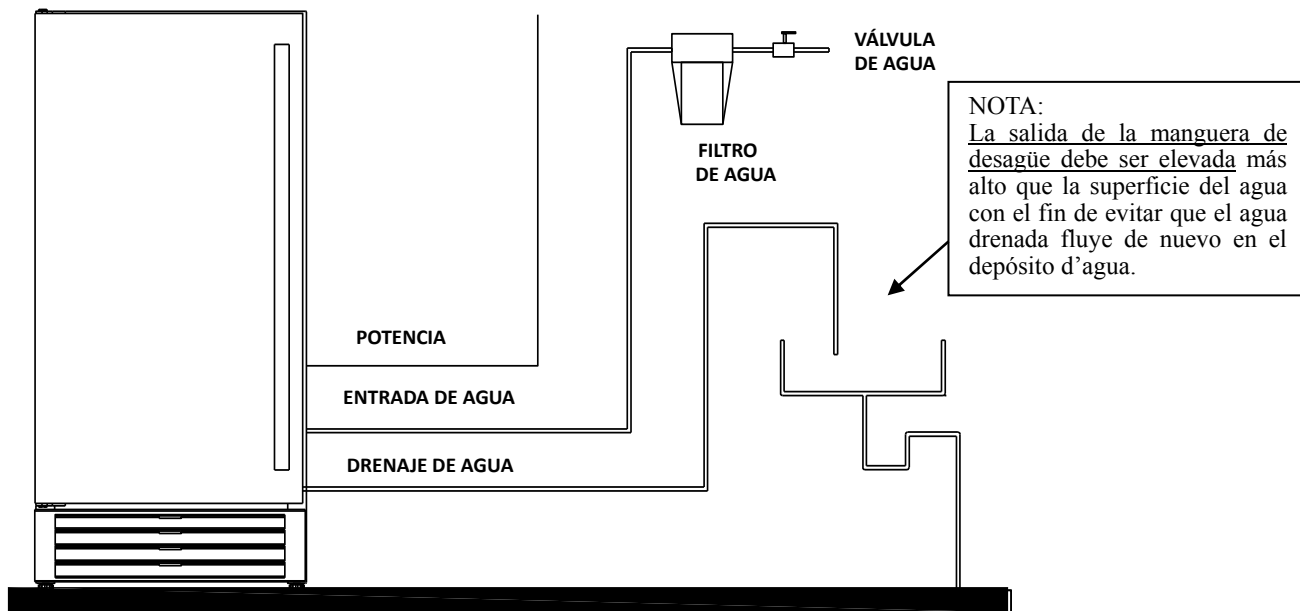 VÁLVULA
DE AGUA
FILTRO
DE AGUA
NOTA:
La salida de la manguera de
desagüe debe ser elevada más
alto que la superficie del agua
con el fin de evitar que el agua
drenada fluye de nuevo en el
depósito d’agua.
POTENCIA
ENTRADA DE AGUA
DRENAJE DE AGUA